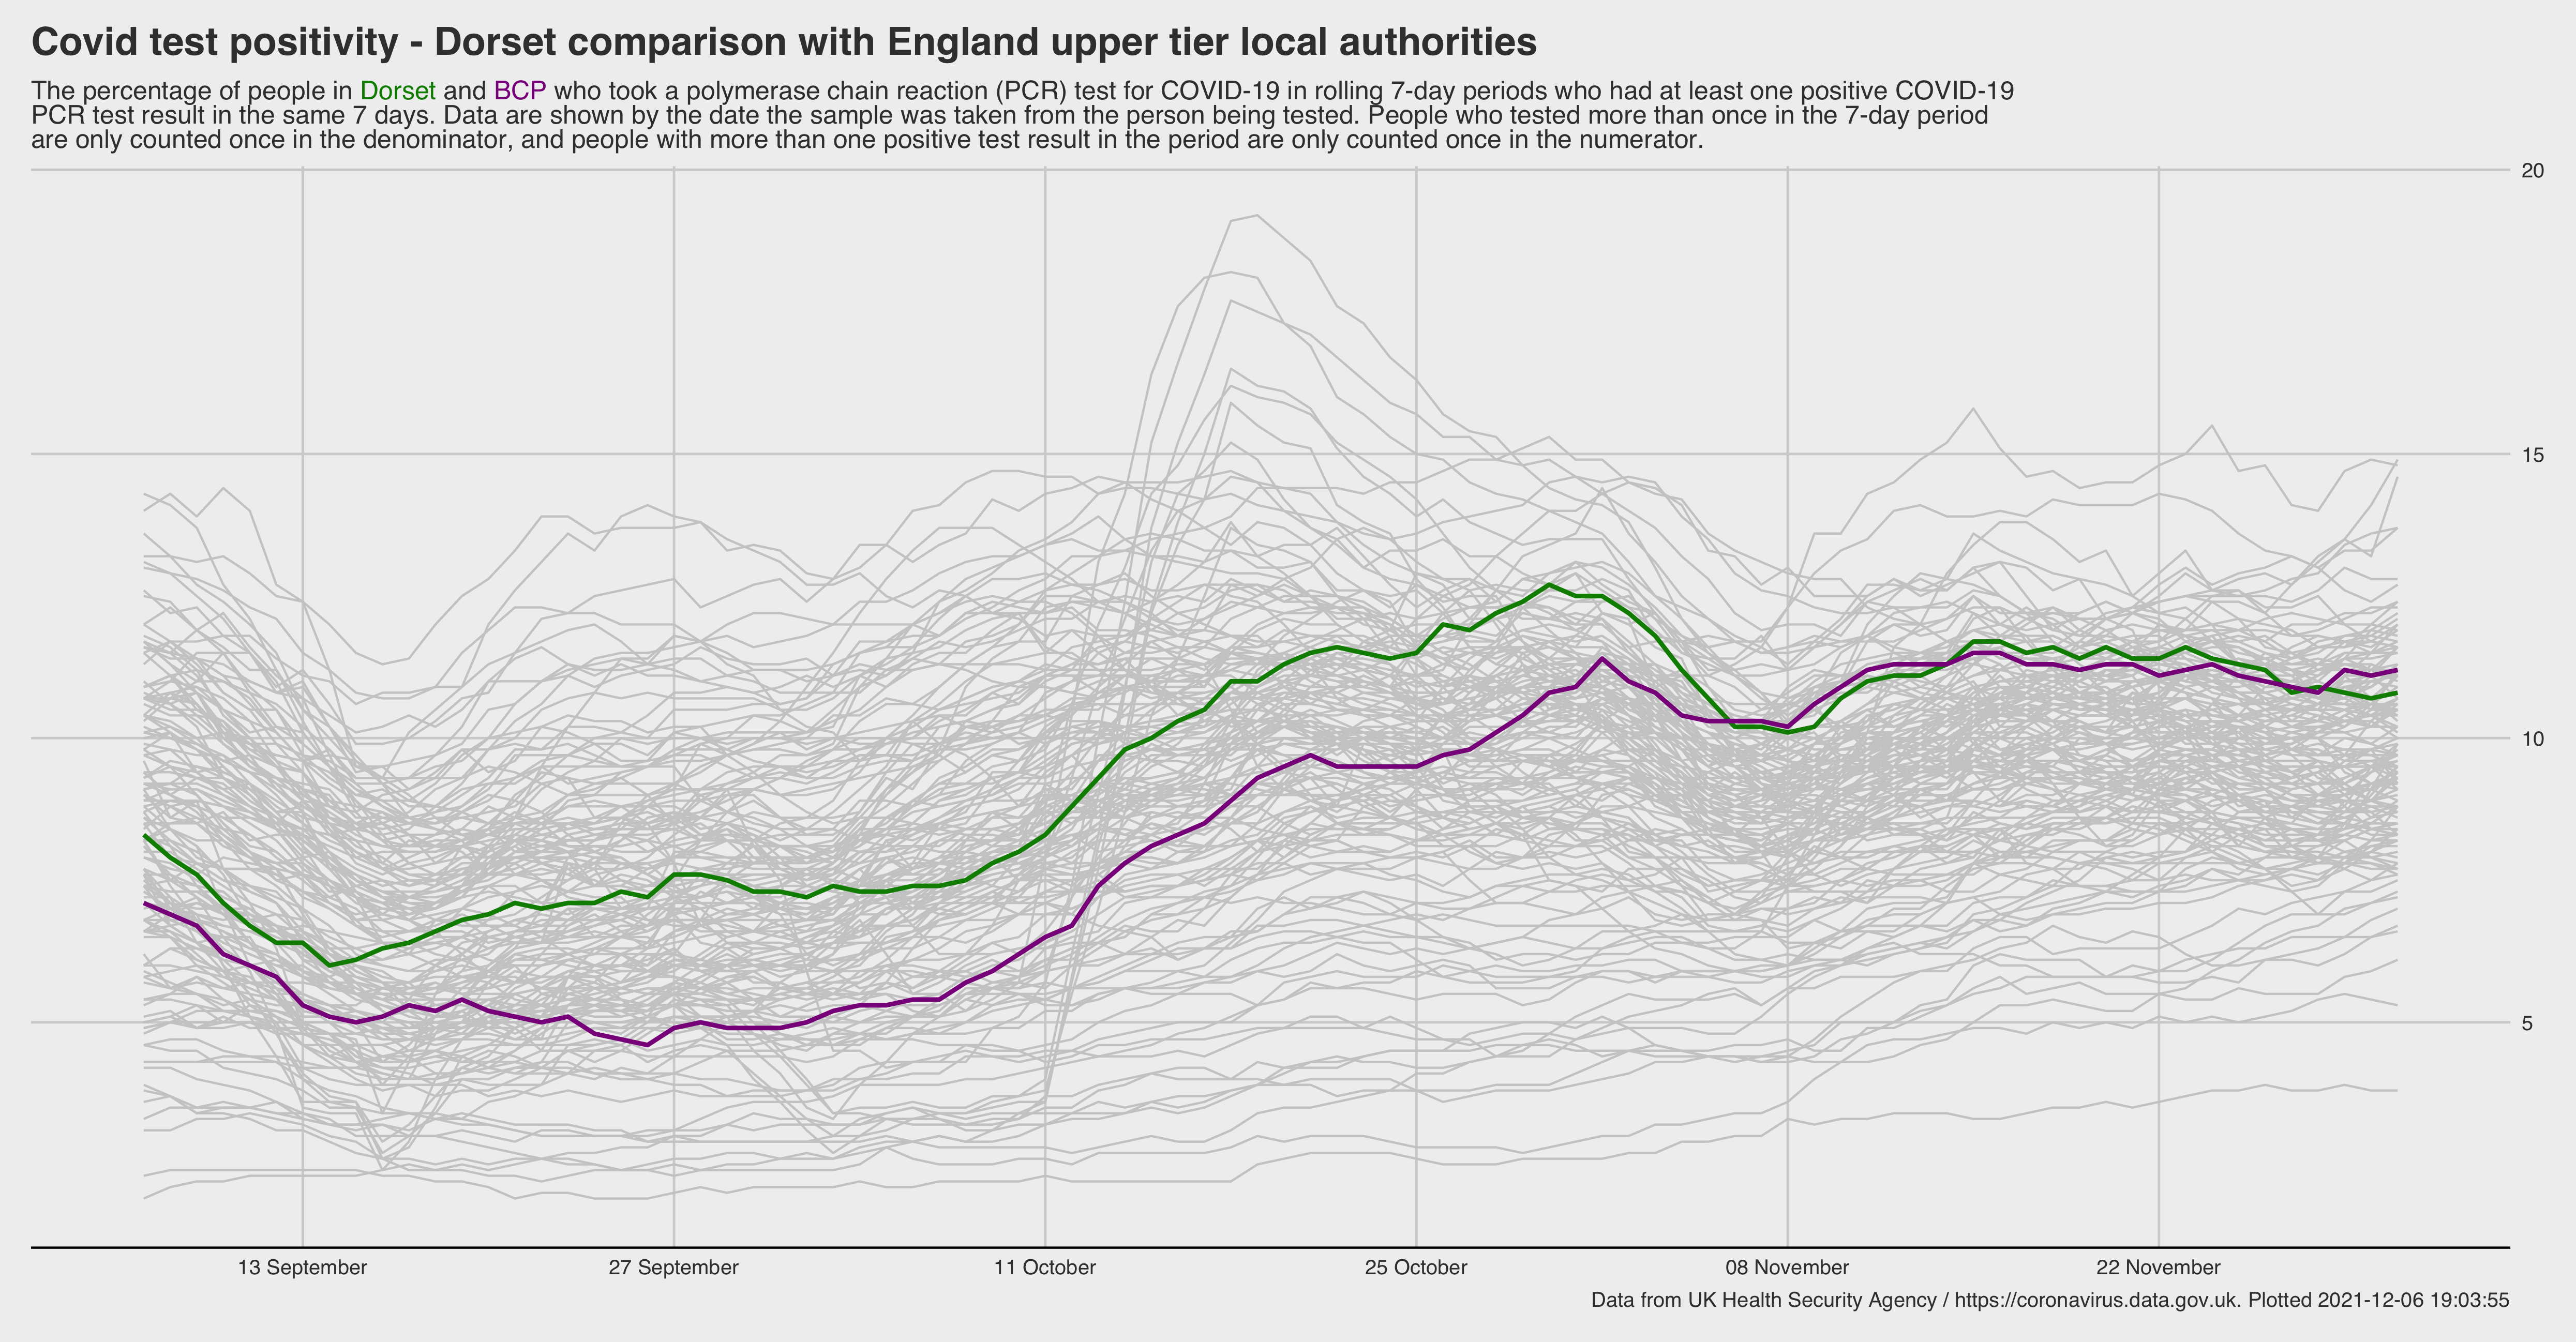 Covid test positivity - Dorset comparison with England upper tier local authorities
The percentage of people in Dorset and BCP who took a polymerase chain reaction (PCR) test for COVID-19 in rolling 7-day periods who had at least one positive COVID-19
PCR test result in the same 7 days. Data are shown by the date the sample was taken from the person being tested. People who tested more than once in the 7-day period
are only counted once in the denominator, and people with more than one positive test result in the period are only counted once in the numerator.
20
15
10
5
13 September
27 September
11 October
25 October
08 November
22 November
Data from UK Health Security Agency / https://coronavirus.data.gov.uk. Plotted 2021-12-06 19:03:55